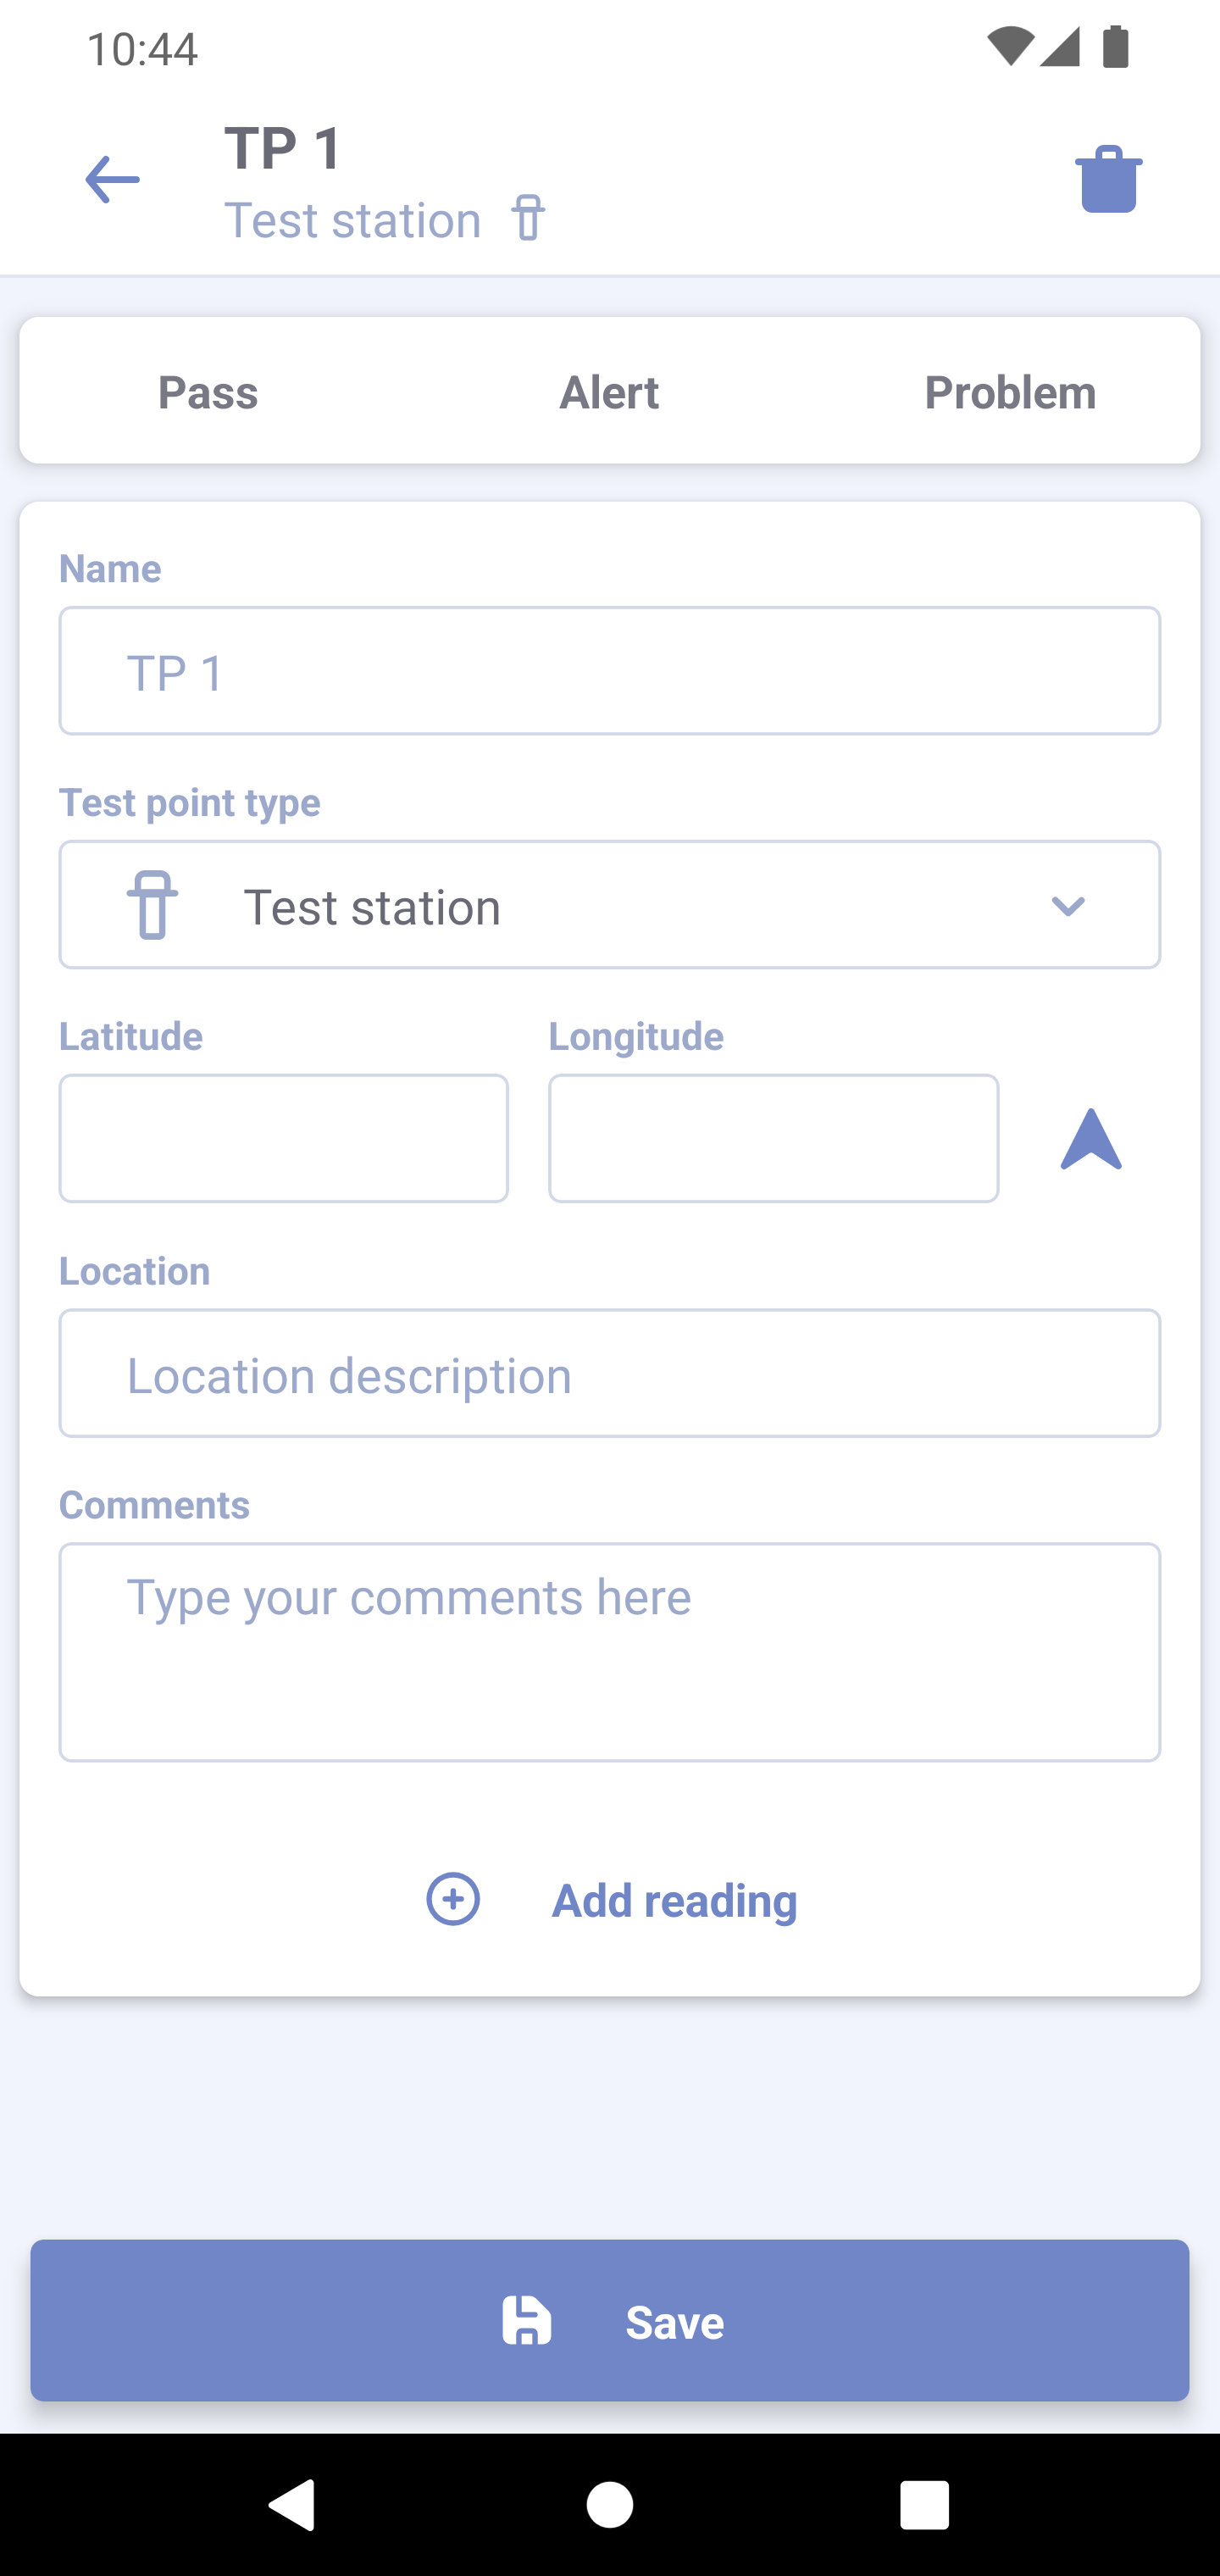 10:44
TP 1
Test station
Pass Alert Problem
Name
TP 1
Test point type
Test station
Latitude Longitude
Location
Location description
Comments
Type your comments here
Add reading
Save